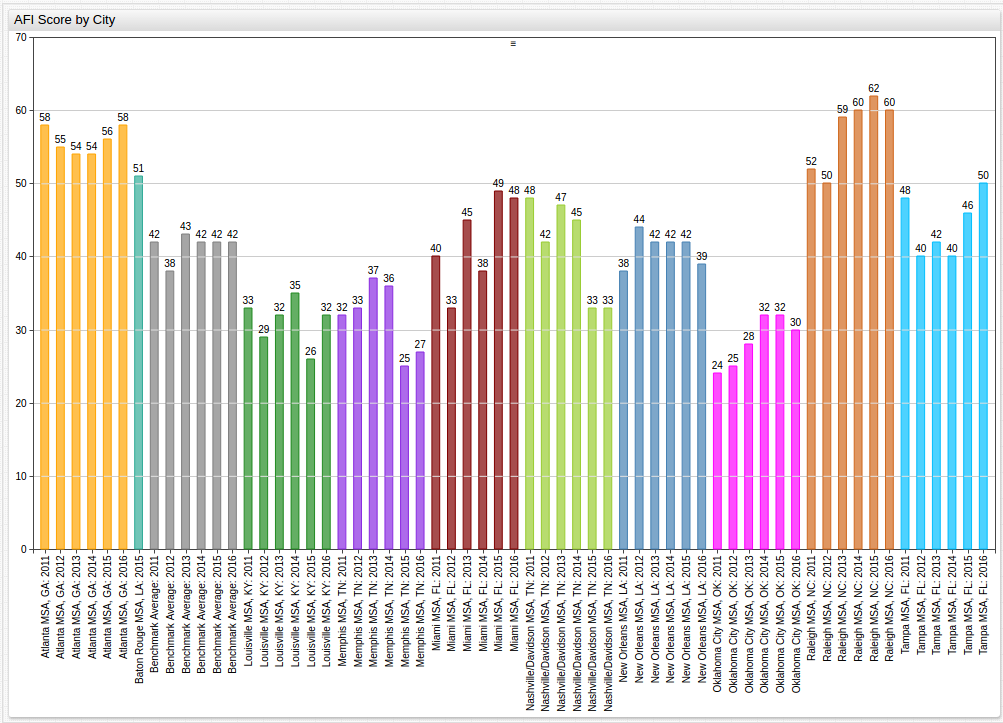 AFI Score by City
70
60
50
40
30
20
10
0
58
55
54
54
56
58
51
42
38
43
42
42
42
33
29
32
35
26
32
32
33
37
36
25
27
40
33
45
38
49
48
48
42
47
45
33
33
38
44
42
42
42
39
24
25
28
32
32
30
52
50
59
60
62
60
48
40
42
40
46
50
Atlanta MSA, GA: 2011
Atlanta MSA, GA: 2012
Atlanta MSA, GA: 2013
Atlanta MSA, GA: 2014
Atlanta MSA, GA: 2015
Atlanta MSA, GA: 2016
Baton Rouge MSA, LA: 2015
Benchmark Average: 2011
Benchmark Average: 2012
Benchmark Average: 2013
Benchmark Average: 2014
Benchmark Average: 2015
Benchmark Average: 2016
Louisville MSA, KY: 2011
Louisville MSA, KY: 2012
Louisville MSA, KY: 2013
Louisville MSA, KY: 2014
Louisville MSA, KY: 2015
Louisville MSA, KY: 2016
Memphis MSA, TN: 2011
Memphis MSA, TN: 2012
Memphis MSA, TN: 2013
Memphis MSA, TN: 2014
Memphis MSA, TN: 2015
Memphis MSA, TN: 2016
Miami MSA, FL: 2011
Miami MSA, FL: 2012
Miami MSA, FL: 2013
Miami MSA, FL: 2014
Miami MSA, FL: 2015
Miami MSA, FL: 2016
Nashville/Davidson MSA, TN: 2011
Nashville/Davidson MSA, TN: 2012
Nashville/Davidson MSA, TN: 2013
Nashville/Davidson MSA, TN: 2014
Nashville/Davidson MSA, TN: 2015
Nashville/Davidson MSA, TN: 2016
New Orleans MSA, LA: 2011
New Orleans MSA, LA: 2012
New Orleans MSA, LA: 2013
New Orleans MSA, LA: 2014
New Orleans MSA, LA: 2015
New Orleans MSA, LA: 2016
Oklahoma City MSA, OK: 2011
Oklahoma City MSA, OK: 2012
Oklahoma City MSA, OK: 2013
Oklahoma City MSA, OK: 2014
Oklahoma City MSA, OK: 2015
Oklahoma City MSA, OK: 2016
Raleigh MSA, NC: 2011
Raleigh MSA, NC: 2012
Raleigh MSA, NC: 2013
Raleigh MSA, NC: 2014
Raleigh MSA, NC: 2015
Raleigh MSA, NC: 2016
Tampa MSA, FL: 2011
Tampa MSA, FL: 2012
Tampa MSA, FL: 2013
Tampa MSA, FL: 2014
Tampa MSA, FL: 2015
Tampa MSA, FL: 2016